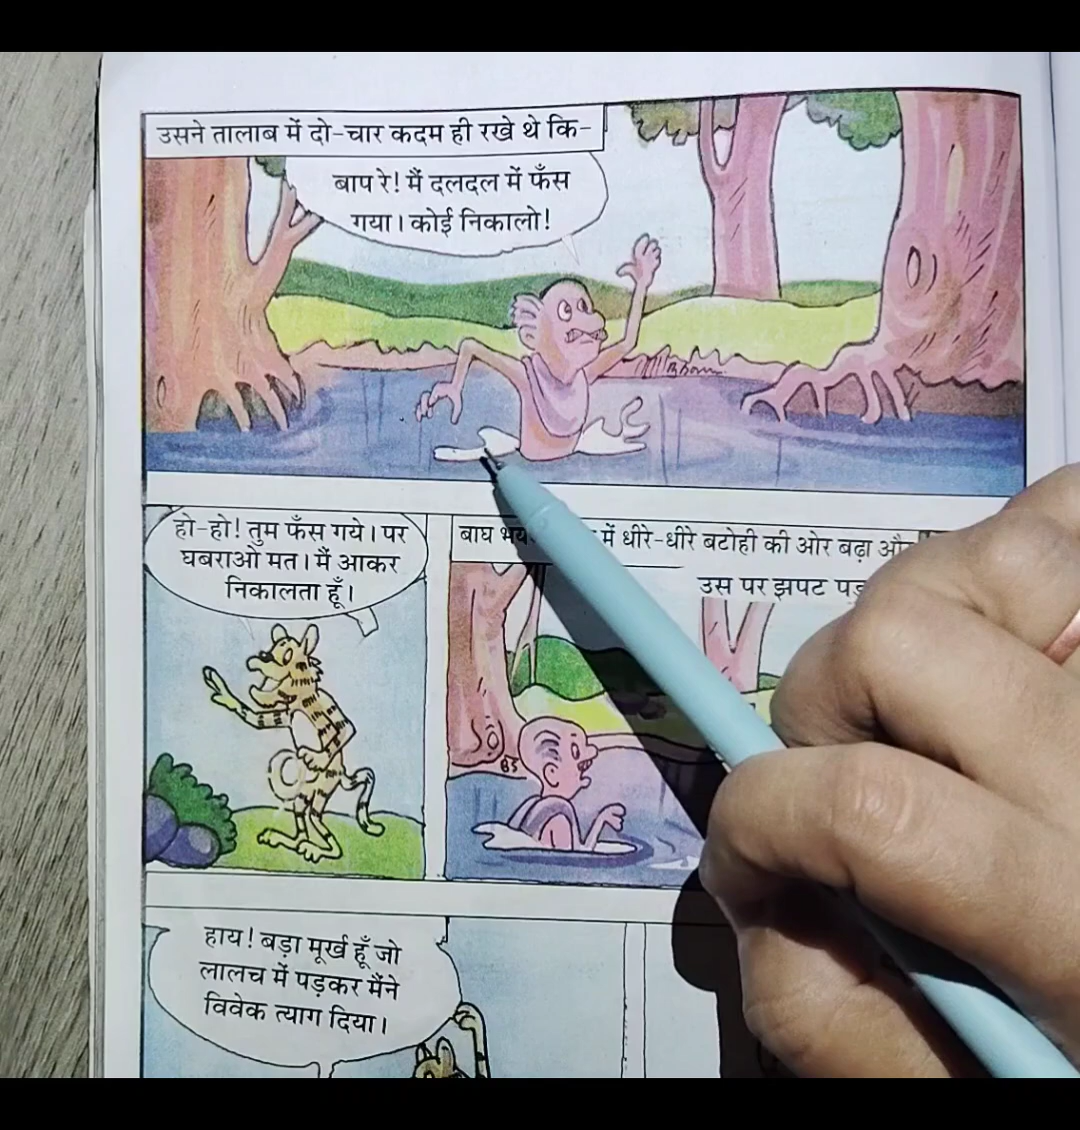 उसने तालाब में दो-चार कदम ही रखे थे कि-
बाप रे! मैं दलदल में फँस
गया। कोई निकालो!
हो-हो! तुम फँस गये। पर
घबराओ मत। मैं आकर
निकालता हूँ।
बाघ में धीरे-धीरे बटोही की ओर बढ़ा
उस पर झपट
हाय! बड़ा मूर्ख हूँ जो
लालच में पड़कर मैंने
विवेक त्याग दिया।